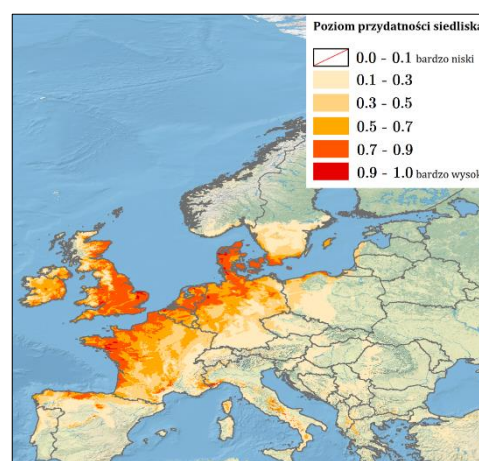 Poziom przydatności siedliska
0.0 - 0.1 bardzo niski
0.1 - 0.3
0.3 - 0.5
0.5 - 0.7
0.7 - 0.9
0.9 - 1.0 bardzo wysok